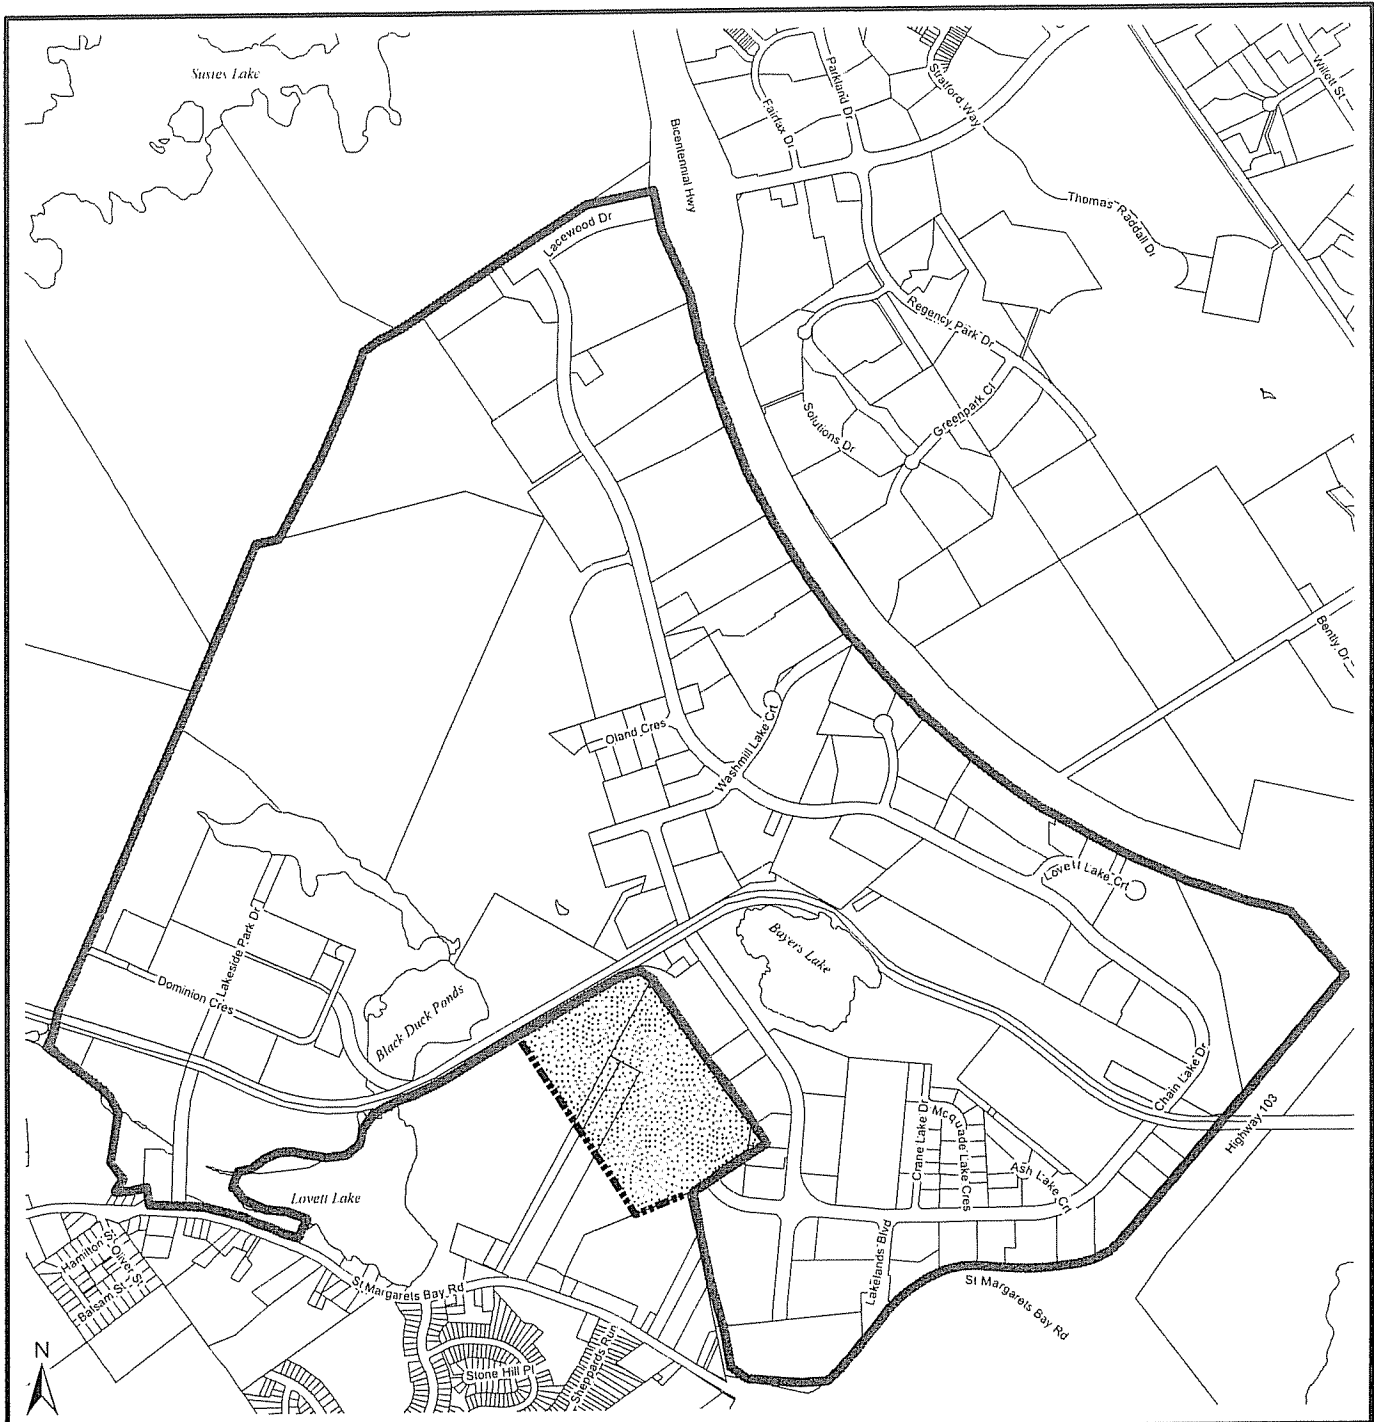 Susies Lake
Bicentennial Hwy
Fairfax Dr
Parkland Dr
Stratford Way
Willett St
Thomas Raddall Dr
Lacewood Dr
Regency Park Dr
Greenpark Cl
Solutions Dr
Bently Dr
Oland Cres
Washmill Lake Crt
Lovett Lake Crt
Lakeside Park Dr
Dominion Cres
Black Duck Ponds
Bayers Lake
Chain Lake Dr
Highway 103
Crane Lake Dr
Mcquade Lake Cres
Ash Lake Crt
Lovett Lake
Lakelands Blvd
St Margarets Bay Rd
Hamilton St
Oliver St
Balsam St
St Margarets Bay Rd
Stone Hill Pl
Sheppards Run
N